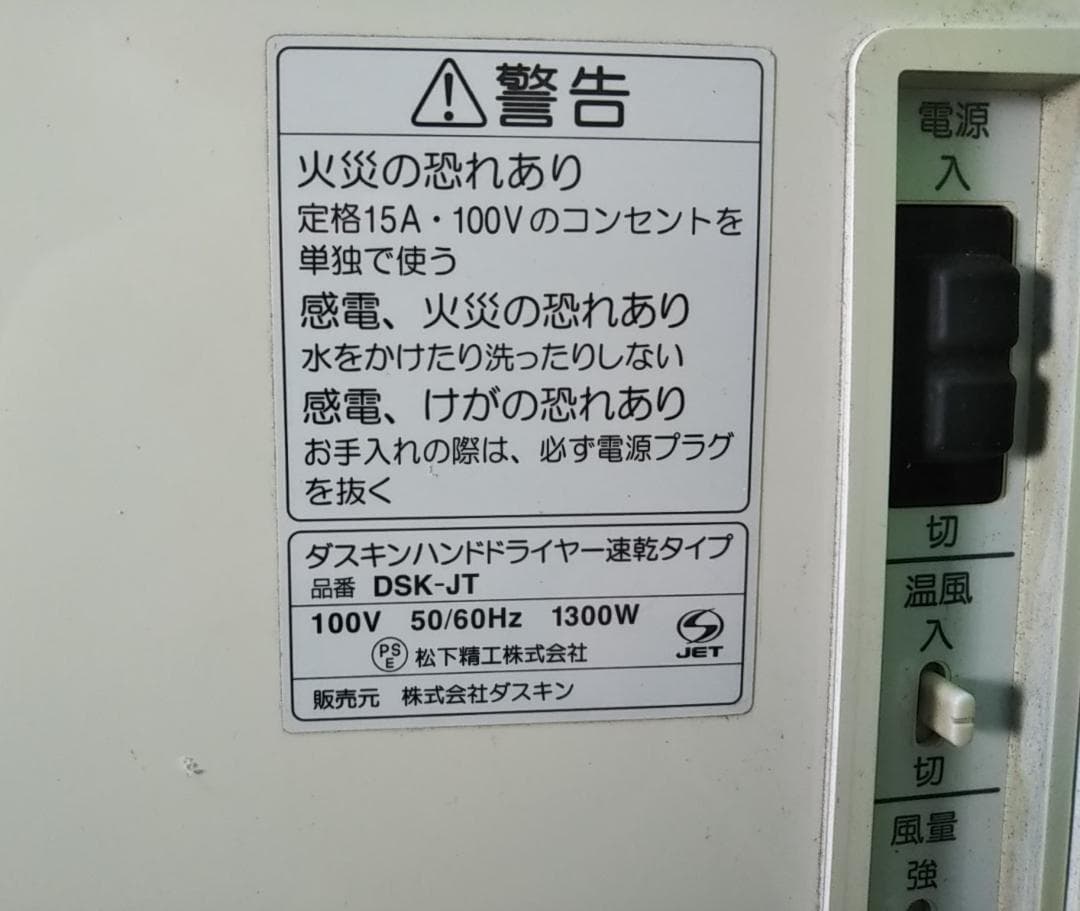 警告
火災の恐れあり
定格15A・100Vのコンセントを
単独で使う
感電、火災の恐れあり
水をかけたり洗ったりしない
感電、けがの恐れあり
お手入れの際は、必ず電源プラグ
を抜く
ダスキンハンドドライヤー速乾タイプ
品番 DSK-JT
100V 50/60Hz 1300W
PS
E 松下精工株式会社
JET
販売元 株式会社ダスキン
電源
入
切
温風
入
切
風量
強